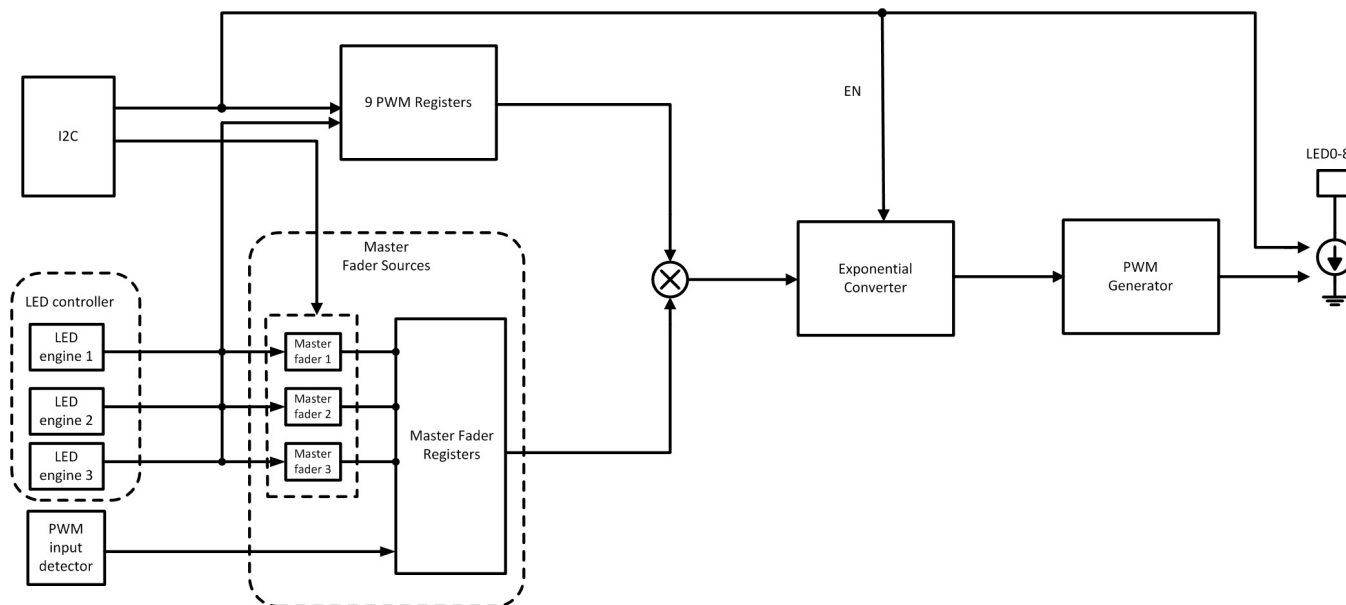 I2C
9 PWM Registers
EN
LED0-8
Master
Fader Sources
LED controller
LED
engine 1
LED
engine 2
LED
engine 3
Master
fader 1
Master
fader 2
Master
fader 3
Master Fader
Registers
PWM
input
detector
Exponential
Converter
PWM
Generator